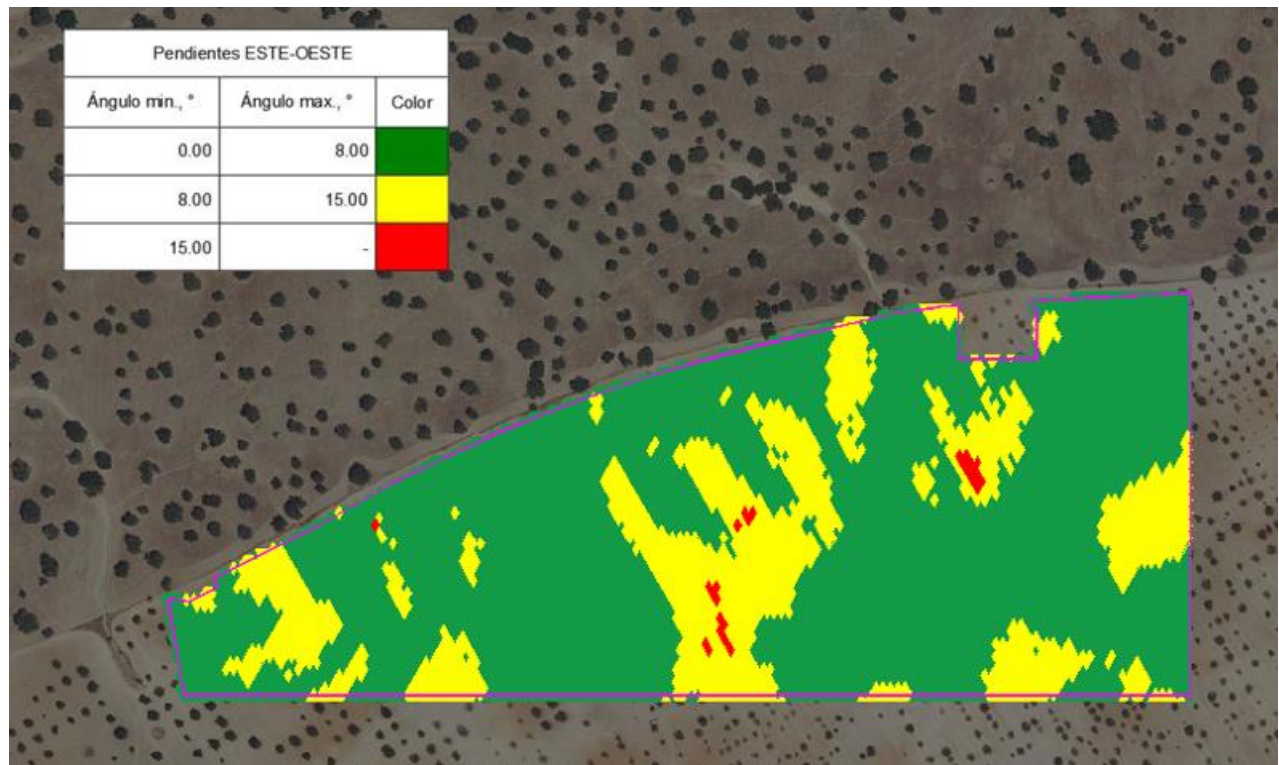 Pendientes ESTE-OESTE
Ángulo min., ° Ángulo max., ° Color
0.00 8.00
8.00 15.00
15.00 -